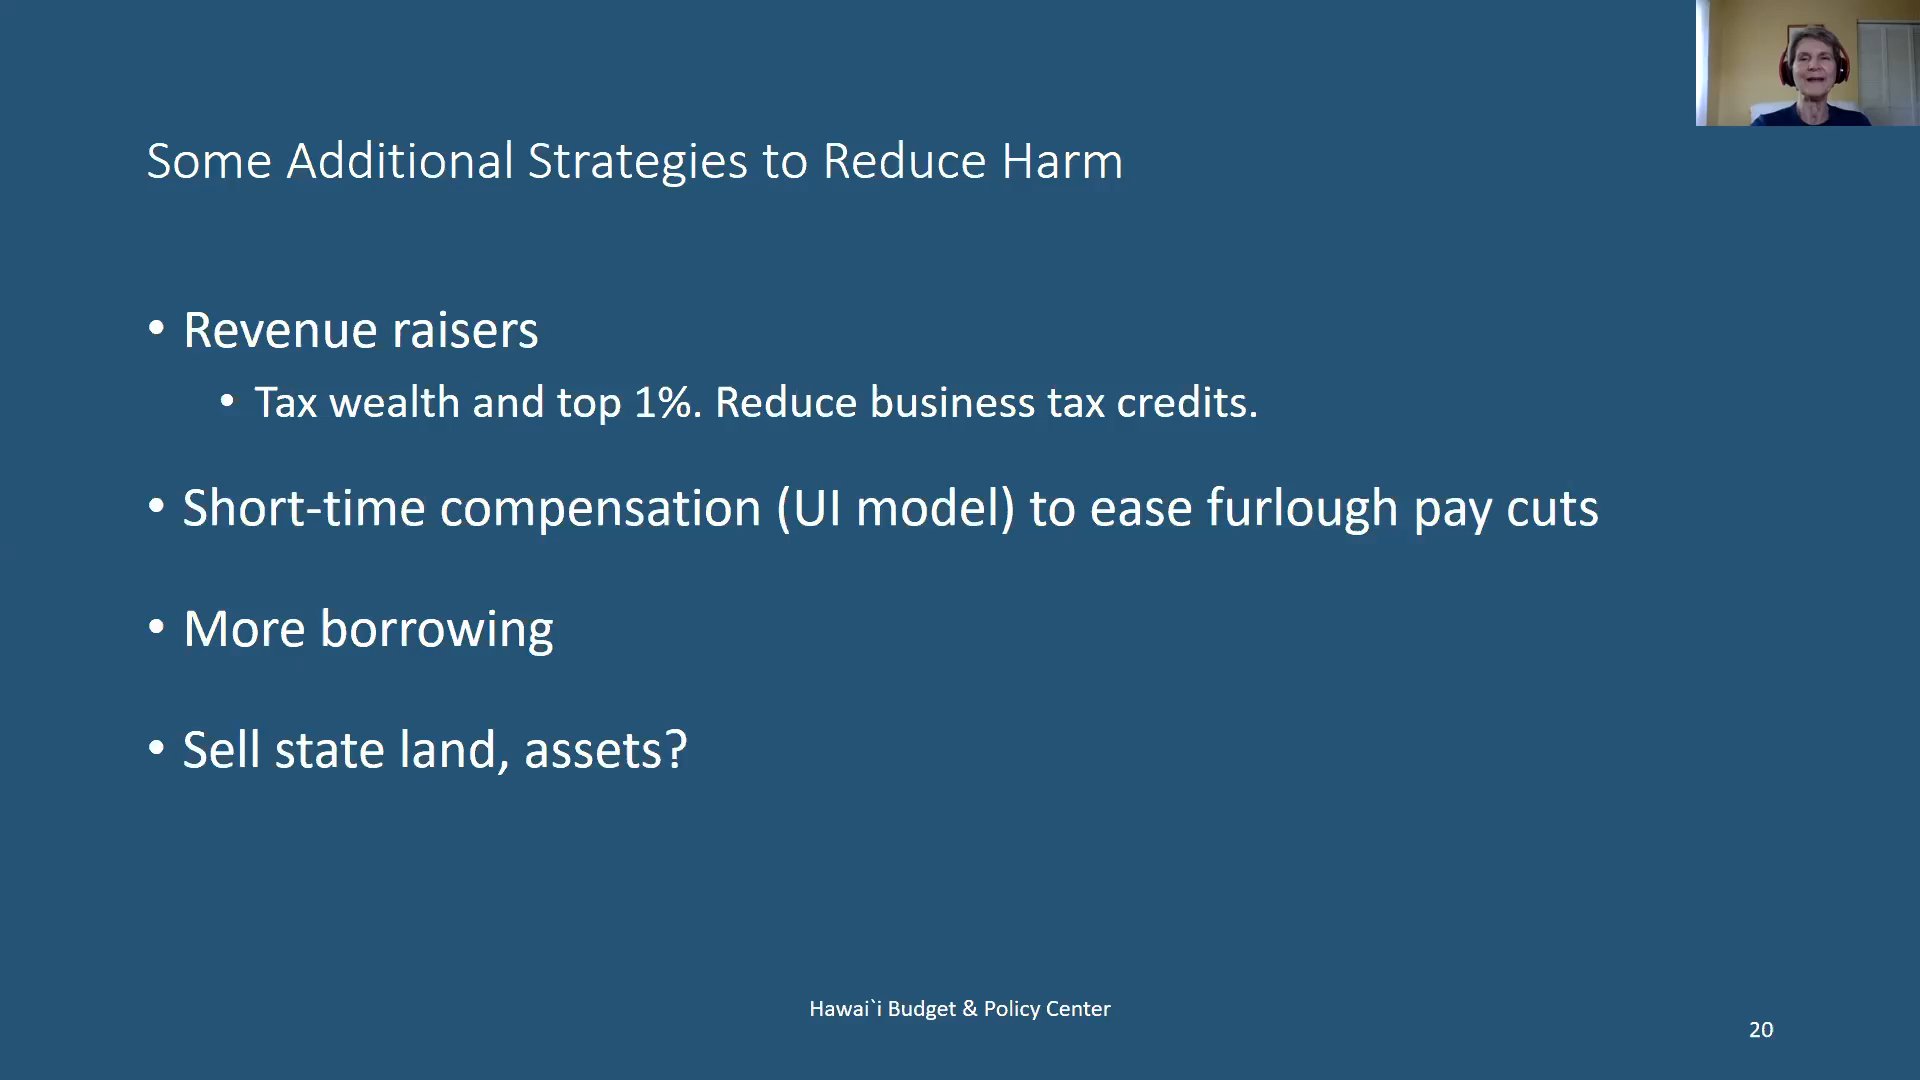 Some Additional Strategies to Reduce Harm
• Revenue raisers
• Tax wealth and top 1%. Reduce business tax credits.
• Short-time compensation (UI model) to ease furlough pay cuts
• More borrowing
• Sell state land, assets?
Hawai`i Budget & Policy Center
20